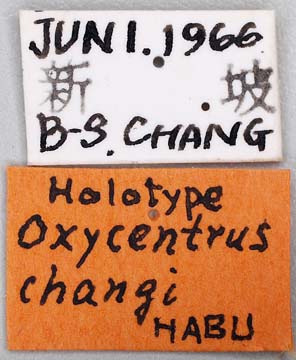 JUN 1. 1966
新 坡
B-S. CHANG
Holotype
Oxycentrus
changi
HABU